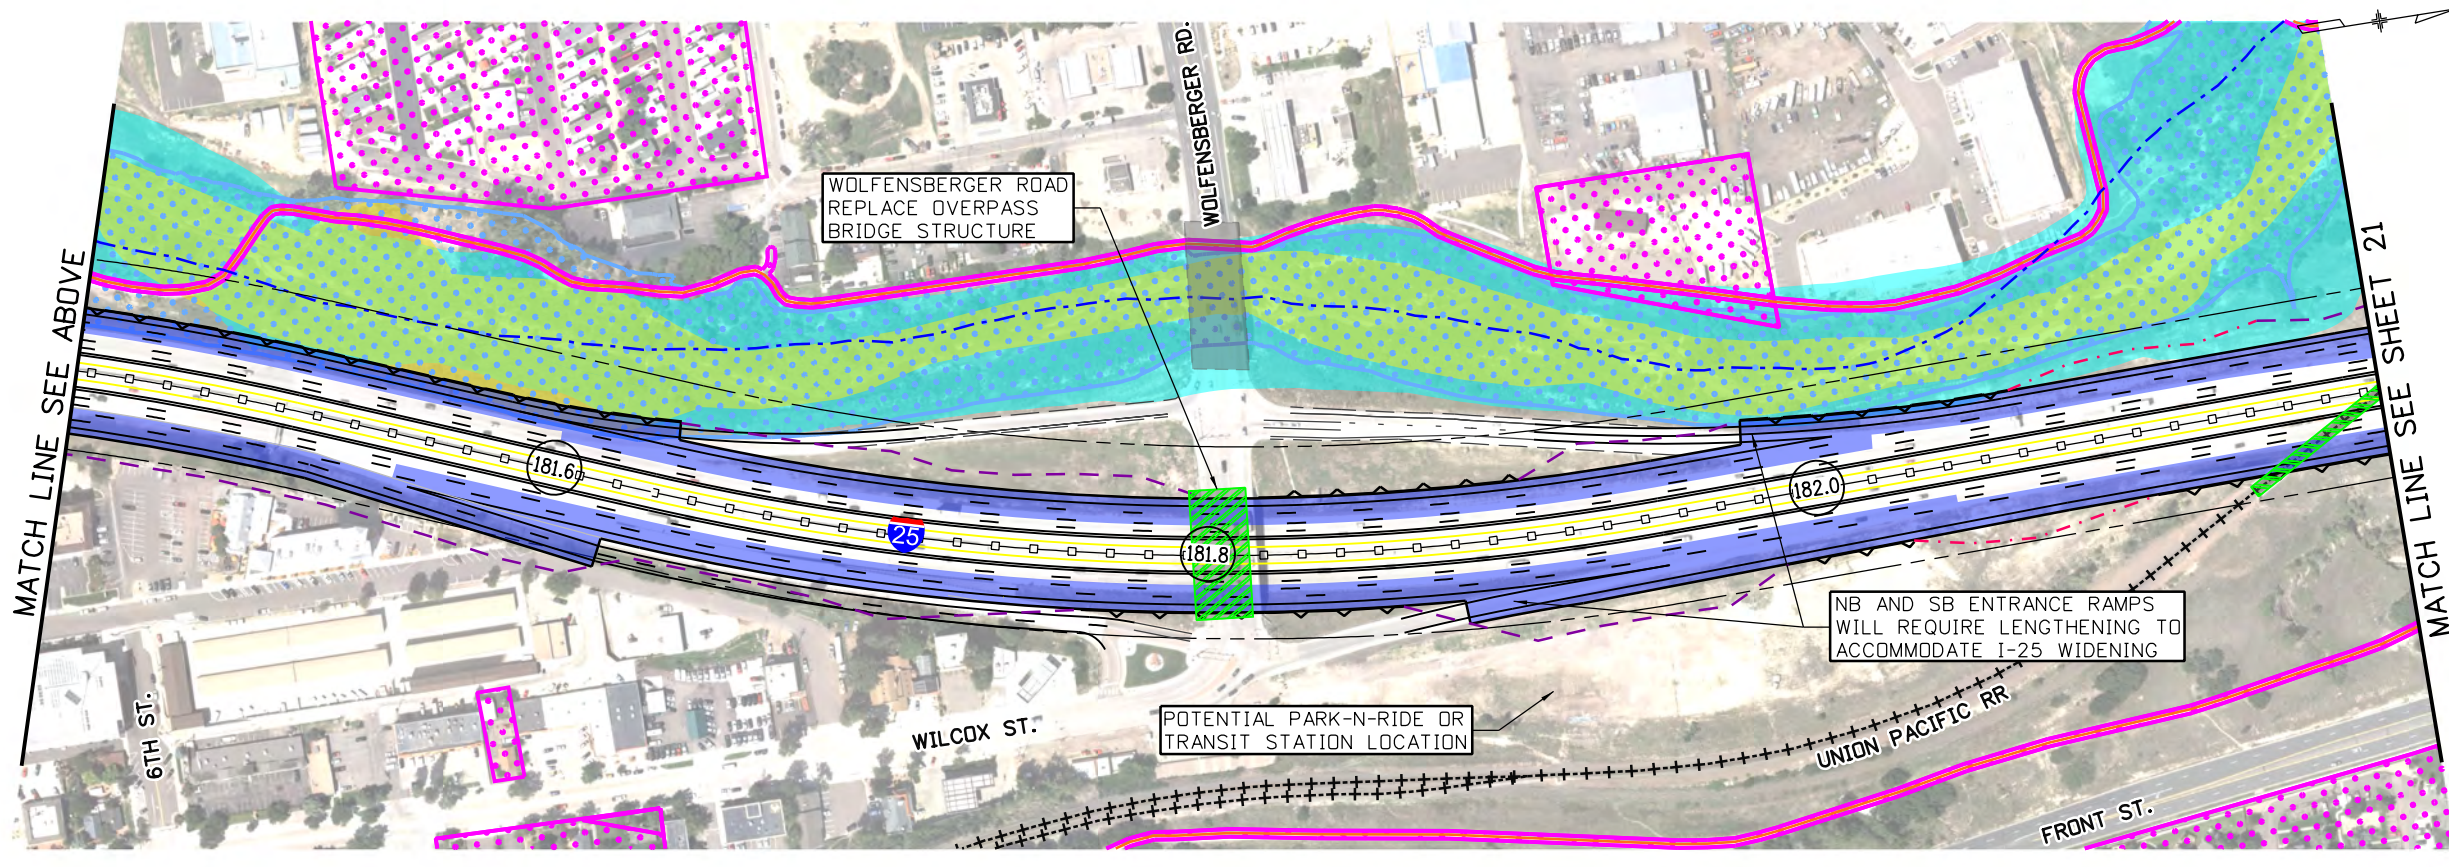 WOLFENSBERGER RD.
WOLFENSBERGER ROAD
REPLACE OVERPASS
BRIDGE STRUCTURE
MATCH LINE SEE ABOVE
MATCH LINE SEE SHEET 21
181.6
25
181.8
182.0
NB AND SB ENTRANCE RAMPS
WILL REQUIRE LENGTHENING TO
ACCOMMODATE I-25 WIDENING
POTENTIAL PARK-N-RIDE OR
TRANSIT STATION LOCATION
6TH ST.
WILCOX ST.
UNION PACIFIC RR
FRONT ST.